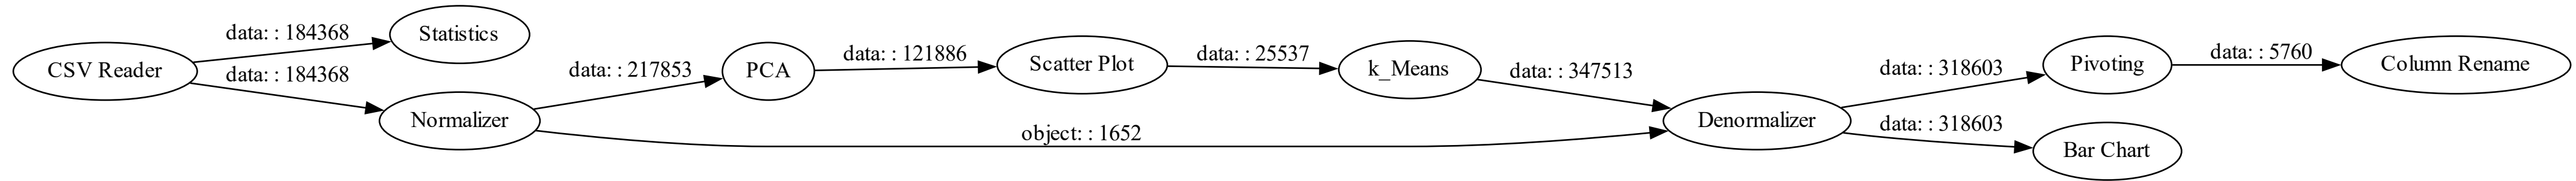 CSV Reader
data: : 184368
Statistics
data: : 184368
Normalizer
data: : 217853
PCA
data: : 121886
Scatter Plot
data: : 25537
k_Means
data: : 347513
object: : 1652
Denormalizer
data: : 318603
Pivoting
data: : 5760
Column Rename
data: : 318603
Bar Chart